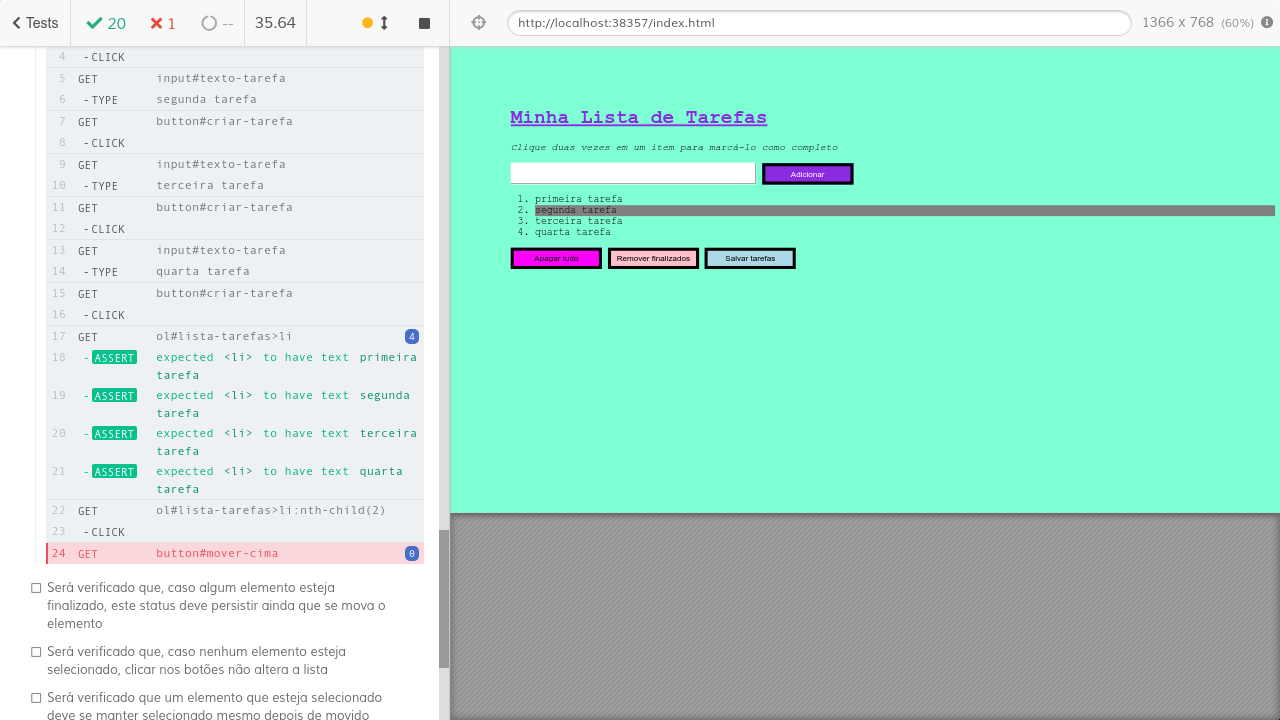 Tests 20 1 -- 35.64
4 -CLICK
5 GET input#texto-tarefa
6 -TYPE segunda tarefa
7 GET button#criar-tarefa
8 -CLICK
9 GET input#texto-tarefa
10 -TYPE terceira tarefa
11 GET button#criar-tarefa
12 -CLICK
13 GET input#texto-tarefa
14 -TYPE quarta tarefa
15 GET button#criar-tarefa
16 -CLICK
17 GET ol#lista-tarefas>li 4
18 -ASSERT expected <li> to have text primeira
tarefa
19 -ASSERT expected <li> to have text segunda
tarefa
20 -ASSERT expected <li> to have text terceira
tarefa
21 -ASSERT expected <li> to have text quarta
tarefa
22 GET ol#lista-tarefas>li:nth-child(2)
23 -CLICK
24 GET button#mover-cima 0
Será verificado que, caso algum elemento esteja
finalizado, este status deve persistir ainda que se mova o
elemento
Será verificado que, caso nenhum elemento esteja
selecionado, clicar nos botões não altera a lista
Será verificado que um elemento que esteja selecionado
deve se manter selecionado mesmo depois de movido
http://localhost:38357/index.html 1366 x 768 (60%)
Minha Lista de Tarefas
Clique duas vezes em um item para marcá-lo como completo
Adicionar
1. primeira tarefa
2. segunda tarefa
3. terceira tarefa
4. quarta tarefa
Apagar tudo Remover finalizados Salvar tarefas